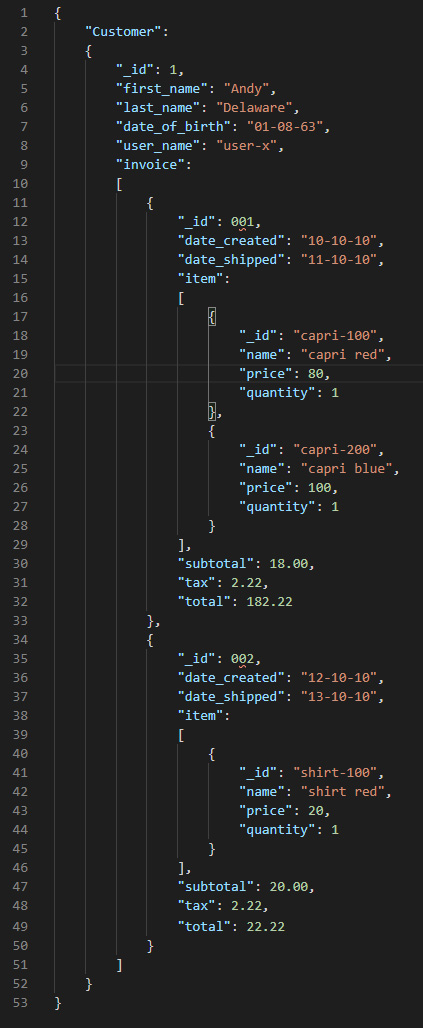 1 {
2     "Customer":
3     {
4         "_id": 1,
5         "first_name": "Andy",
6         "last_name": "Delaware",
7         "date_of_birth": "01-08-63",
8         "user_name": "user-x",
9         "invoice":
10         [
11             {
12                 "_id": 001,
13                 "date_created": "10-10-10",
14                 "date_shipped": "11-10-10",
15                 "item":
16                 [
17                     {
18                         "_id": "capri-100",
19                         "name": "capri red",
20                         "price": 80,
21                         "quantity": 1
22                     },
23                     {
24                         "_id": "capri-200",
25                         "name": "capri blue",
26                         "price": 100,
27                         "quantity": 1
28                     }
29                 ],
30                 "subtotal": 18.00,
31                 "tax": 2.22,
32                 "total": 182.22
33             },
34             {
35                 "_id": 002,
36                 "date_created": "12-10-10",
37                 "date_shipped": "13-10-10",
38                 "item":
39                 [
40                     {
41                         "_id": "shirt-100",
42                         "name": "shirt red",
43                         "price": 20,
44                         "quantity": 1
45                     }
46                 ],
47                 "subtotal": 20.00,
48                 "tax": 2.22,
49                 "total": 22.22
50             }
51         ]
52     }
53 }